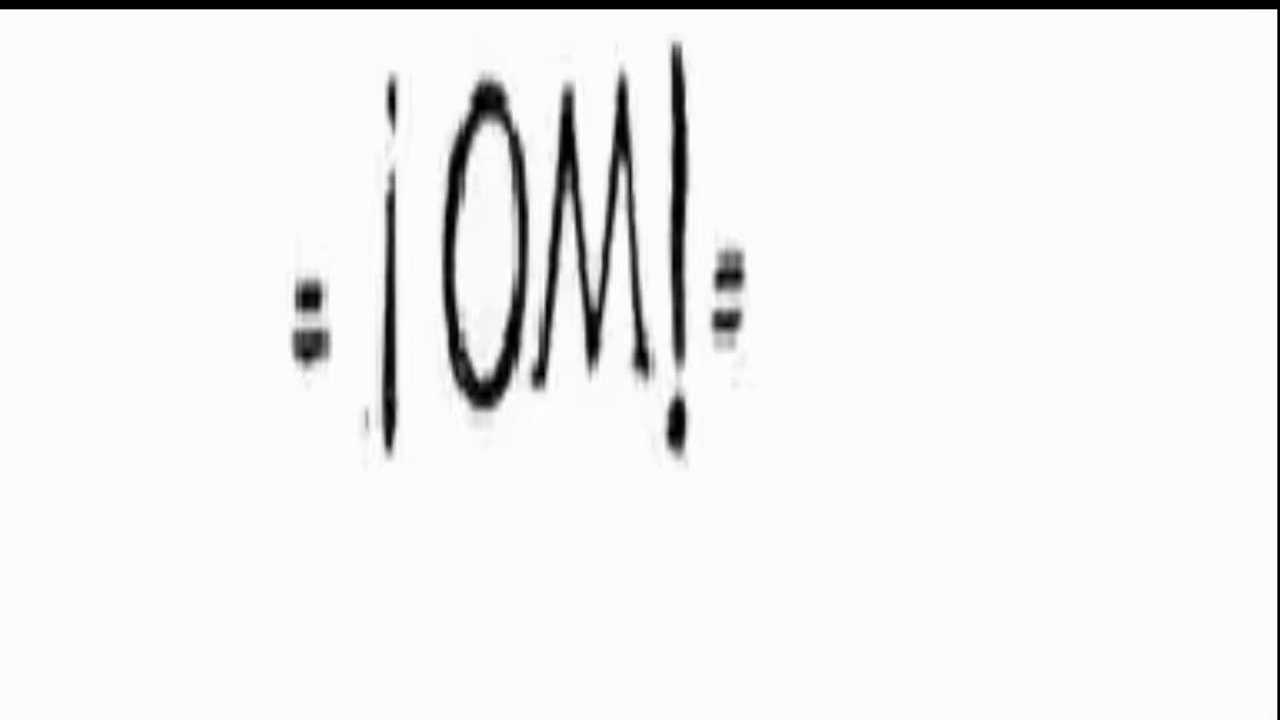 = ¡OM! =